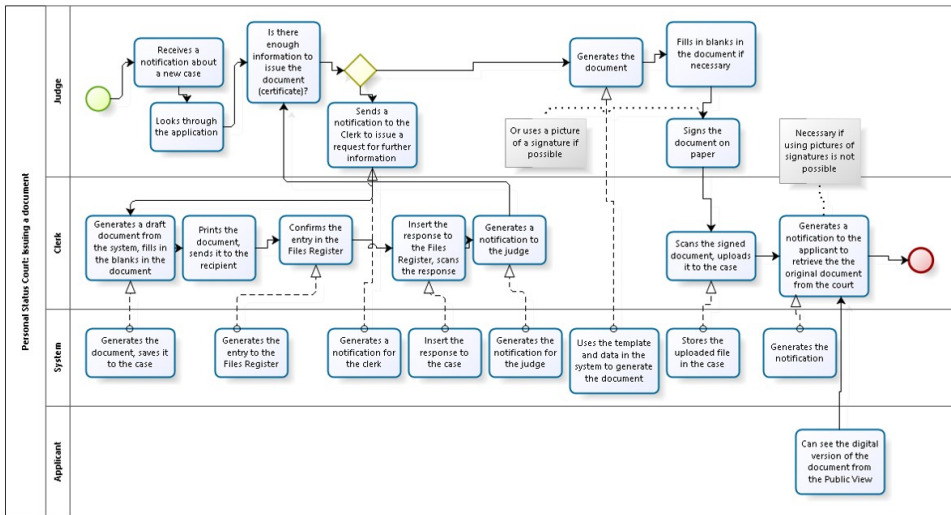 Personal Status Court: Issuing a document
Judge
Receives a
notification about
a new case
Looks through
the application
Is there
enough
information to
issue the
document
(certificate)?
Sends a
notification to the
Clerk to issue a
request for further
information
Generates the
document
Fills in blanks in
the document if
necessary
Or uses a picture
of a signature if
possible
Signs the
document on
paper
Necessary if
using pictures of
signatures is not
possible
Clerk
Generates a draft
document from
the system, fills in
the blanks in the
document
Prints the
document,
sends it to the
recipient
Confirms the
entry in the
Files Register
Insert the
response to
the Files
Register, scans
the response
Generates a
notification to
the judge
Scans the signed
document, uploads
it to the case
Generates a
notification to the
applicant to
retrieve the the
original document
from the court
System
Generates the
document, saves it
to the case
Generates the
entry to the
Files Register
Generates a
notification for
the clerk
Insert the
response to
the case
Generates the
notification for
the judge
Uses the template
and data in the
system to generate
the document
Stores the
uploaded file
in the case
Generates the
notification
Applicant
Can see the digital
version of the
document from
the Public View